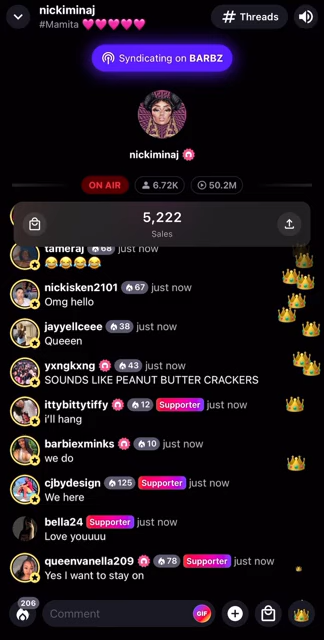 nickiminaj
# Threads
#Mamita 💗💗💗💗💗
Syndicating on BARBZ
nickiminaj
ON AIR 6.72K 50.2M
5,222
Sales
tameraj 68 just now
😂😂😂😂
nickisken2101 67 just now
Omg hello
jayyellceee 38 just now
Queeen
yxngkxng 43 just now
SOUNDS LIKE PEANUT BUTTER CRACKERS
ittybittytiffy 12 Supporter just now
i'll hang
barbiexminks 10 just now
we do
cjbydesign 125 Supporter just now
We here
bella24 Supporter just now
Love youuuu
queenvanella209 78 Supporter just now
Yes I want to stay on
206
Comment
GIF